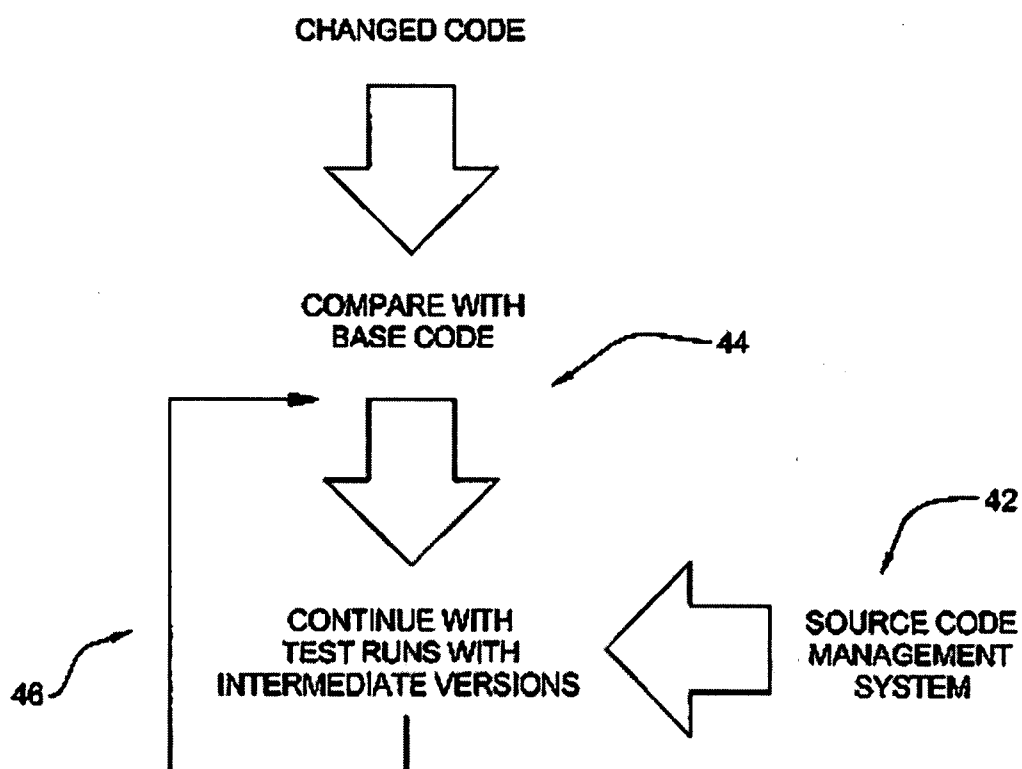 CHANGED CODE
COMPARE WITH
BASE CODE
44
42
CONTINUE WITH
TEST RUNS WITH
INTERMEDIATE VERSIONS
SOURCE CODE
MANAGEMENT
SYSTEM
46